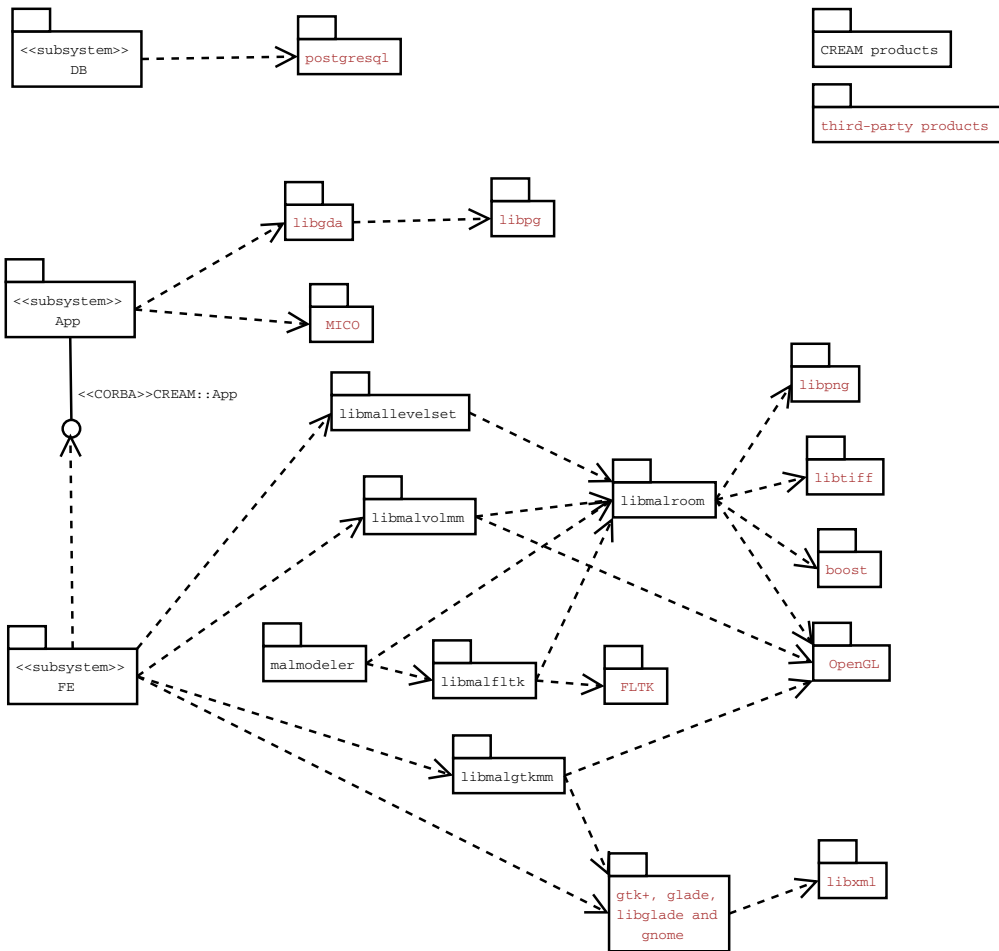 <<subsystem>>
DB
postgresql
CREAM products
third-party products
libgda
libpg
<<subsystem>>
App
MICO
<<CORBA>>CREAM::App
libmallevelset
libpng
libmalroom
libtiff
libmalvolmm
boost
<<subsystem>>
FE
malmodeler
libmalfltk
FLTK
OpenGL
libmalgtkmm
gtk+, glade,
libglade and
gnome
libxml